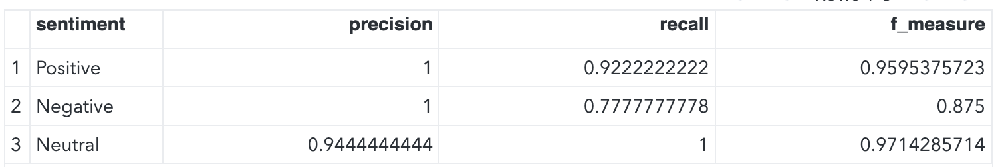 sentiment precision recall f_measure
1 Positive 1 0.9222222222 0.9595375723
2 Negative 1 0.7777777778 0.875
3 Neutral 0.9444444444 1 0.9714285714